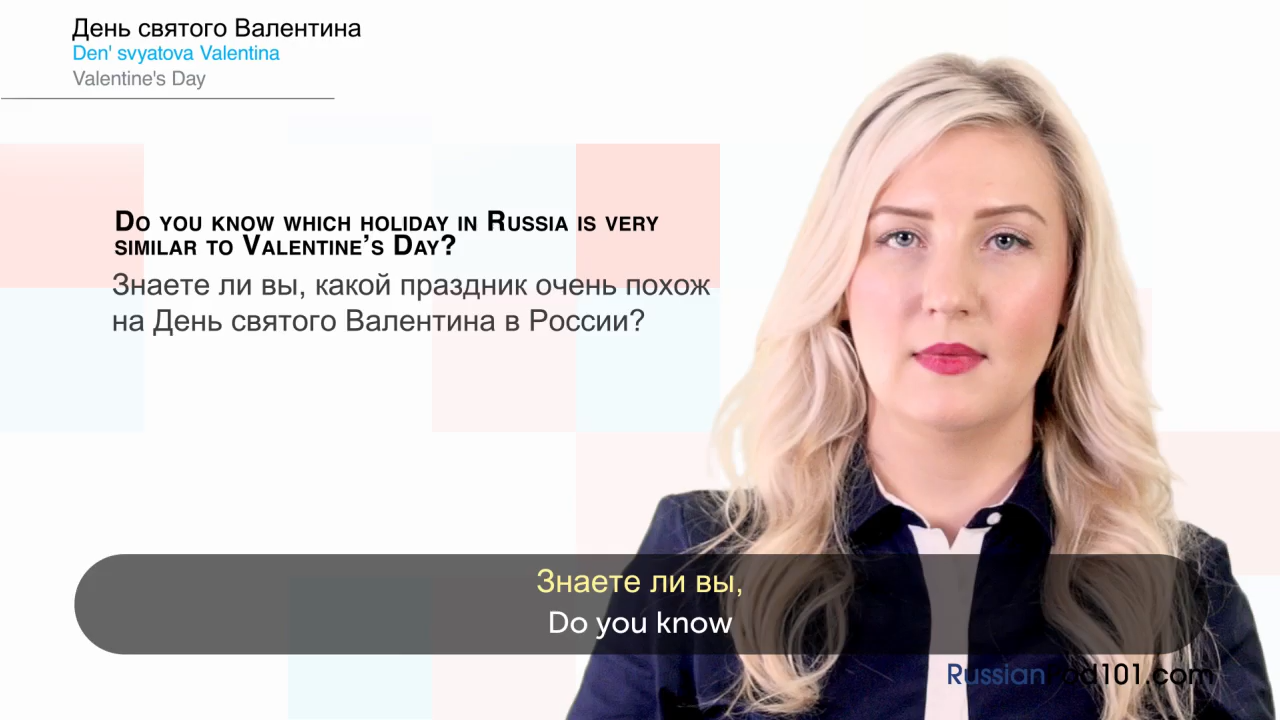 День святого Валентина
Den' svyatova Valentina
Valentine's Day
Do you know which holiday in Russia is very
similar to Valentine's Day?
Знаете ли вы, какой праздник очень похож
на День святого Валентина в России?
Знаете ли вы,
Do you know
RussianPod101.com